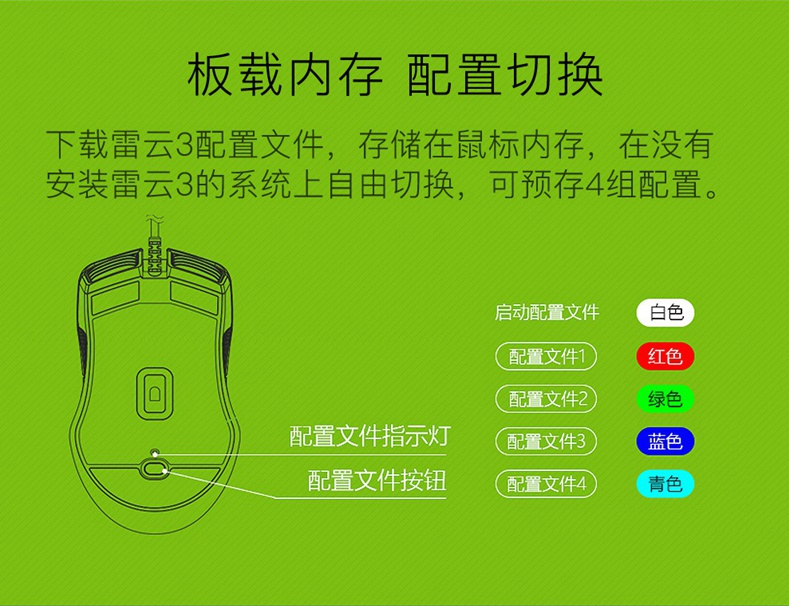 板载内存 配置切换
下载雷云3配置文件，存储在鼠标内存，在没有
安装雷云3的系统上自由切换，可预存4组配置。
启动配置文件 白色
配置文件1 红色
配置文件2 绿色
配置文件指示灯
配置文件3 蓝色
配置文件按钮
配置文件4 青色